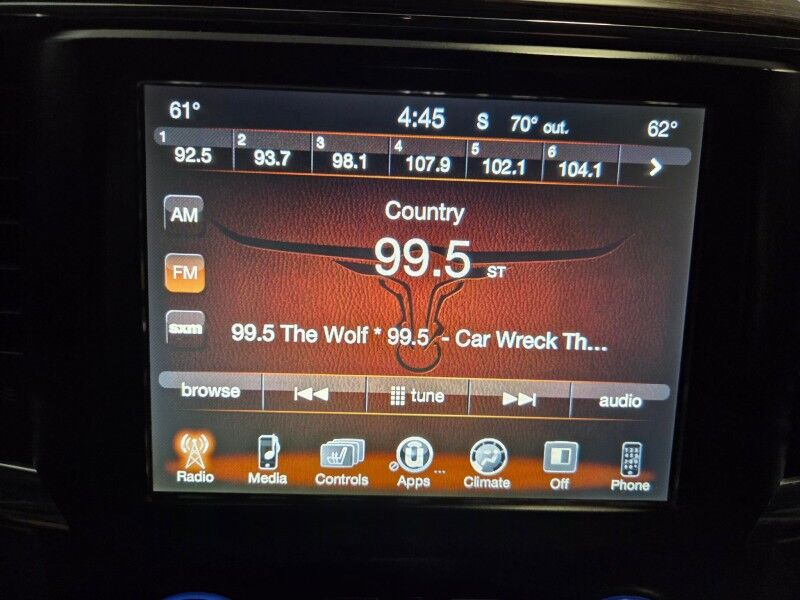 61° 4:45 S 70° out. 62°
1 92.5 2 93.7 3 98.1 4 107.9 5 102.1 6 104.1
AM
Country
99.5 ST
FM
sxm
99.5 The Wolf * 99.5 - Car Wreck Th...
browse tune audio
Radio Media Controls Apps ... Climate Off Phone